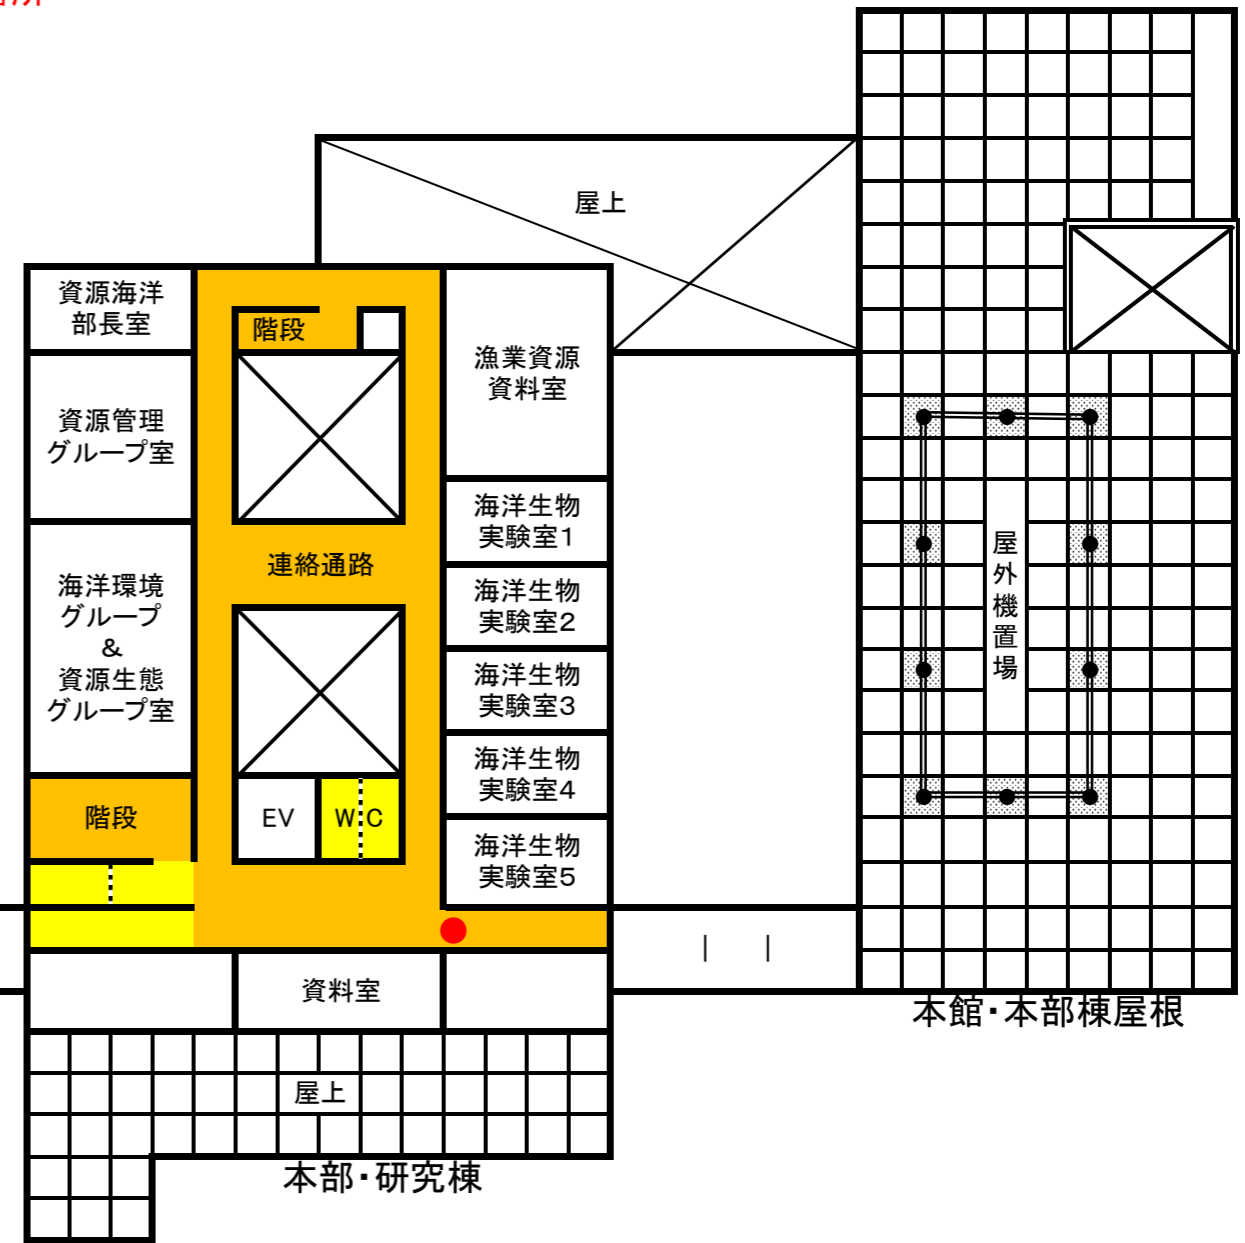 屋上
資源海洋
部長室
階段
漁業資源
資料室
資源管理
グループ室
海洋生物
実験室1
連絡通路
屋外機置場
海洋環境
グループ
&
資源生態
グループ室
海洋生物
実験室2
海洋生物
実験室3
海洋生物
実験室4
階段
EV
WC
海洋生物
実験室5
資料室
本館・本部棟屋根
屋上
本部・研究棟